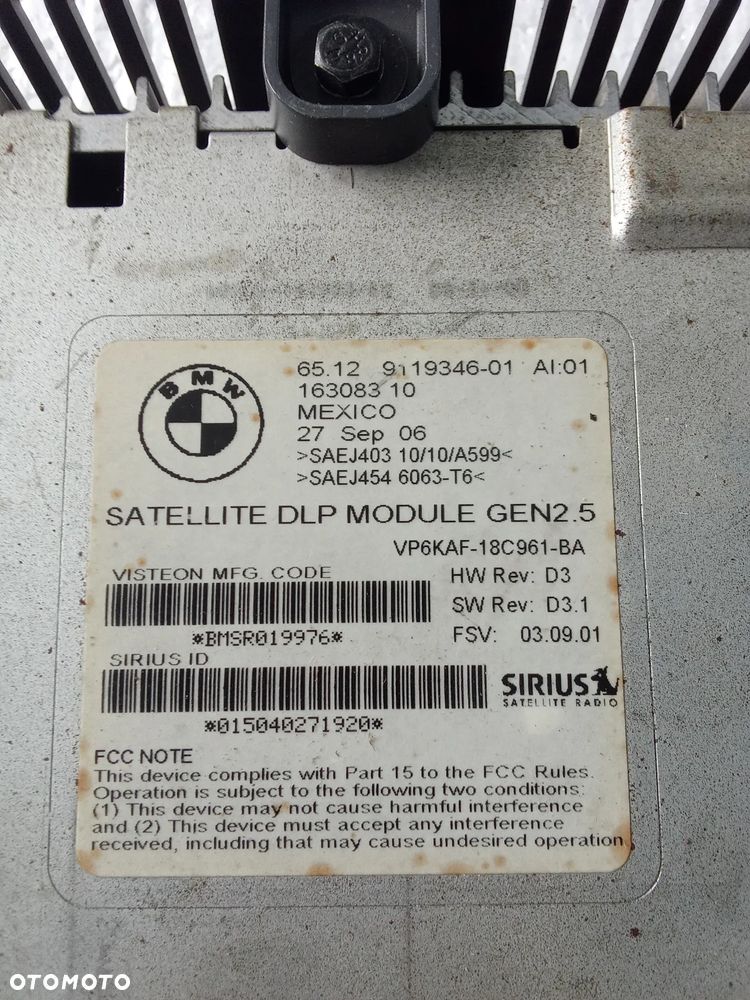 BMW
65.12 9119346-01 AI:01
163083 10
MEXICO
27 Sep 06
>SAEJ403 10/10/A599<
>SAEJ454 6063-T6<
SATELLITE DLP MODULE GEN2.5
VP6KAF-18C961-BA
VISTEON MFG. CODE
HW Rev: D3
SW Rev: D3.1
*BMSR019976*
FSV: 03.09.01
SIRIUS ID
SIRIUS
SATELLITE RADIO
*015040271920*
FCC NOTE
This device complies with Part 15 to the FCC Rules.
Operation is subject to the following two conditions:
(1) This device may not cause harmful interference
and (2) This device must accept any interference
received, including that may cause undesired operation
OTOMOTO